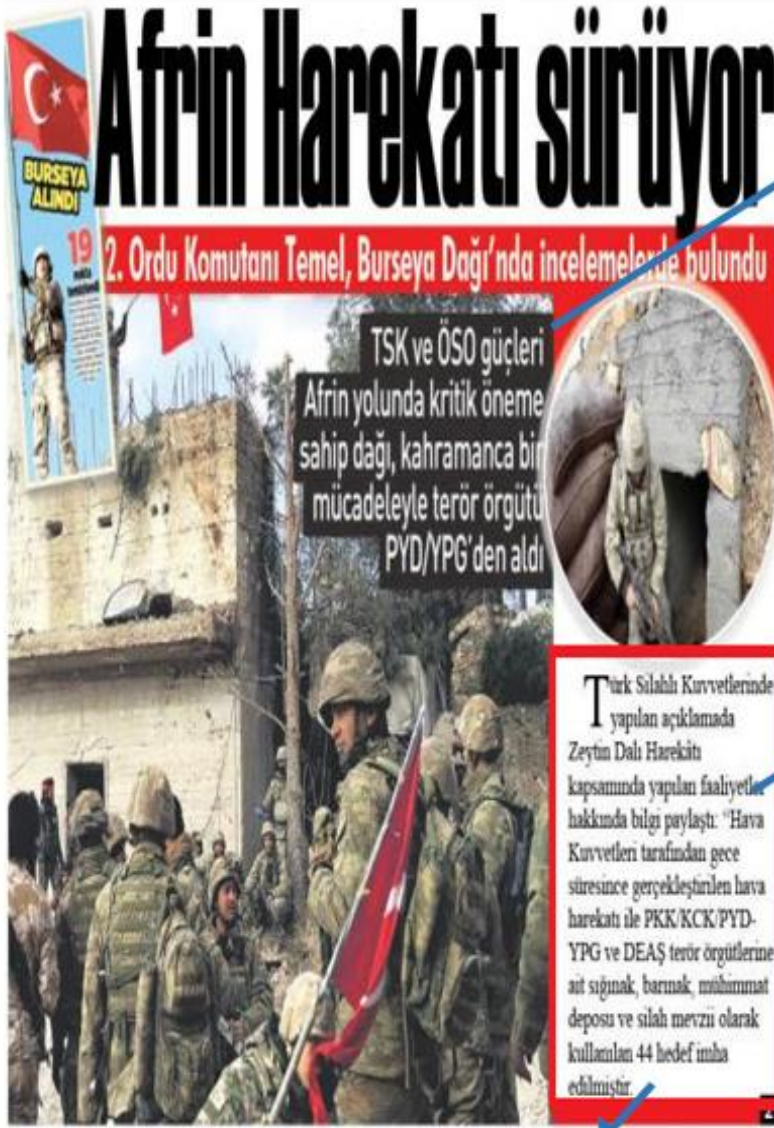 Afrin Harekatı sürüyor
BURSEYA
ALINDI
19
2. Ordu Komutanı Temel, Burseya Dağı'nda incelemelerde bulundu
TSK ve ÖSO güçleri
Afrin yolunda kritik öneme
sahip dağı, kahramanca bir
mücadeleyle terör örgütü
PYD/YPG'den aldı
Türk Silahlı Kuvvetlerinde
yapılan açıklamada
Zeytin Dalı Harekâtı
kapsamında yapılan faaliyetler
hakkında bilgi paylaştı: "Hava
Kuvvetleri tarafından gece
süresince gerçekleştirilen hava
harekatı ile PKK/KCK/PYD-
YPG ve DEAŞ terör örgütlerine
ait sığınak, barınak, mühimmat
deposu ve silah mevzii olarak
kullanılan 44 hedef imha
edilmiştir.